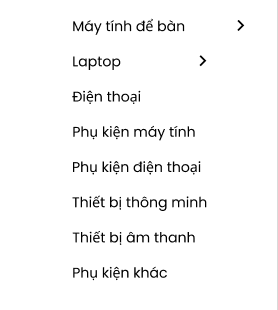 Máy tính để bàn
Laptop
Điện thoại
Phụ kiện máy tính
Phụ kiện điện thoại
Thiết bị thông minh
Thiết bị âm thanh
Phụ kiện khác